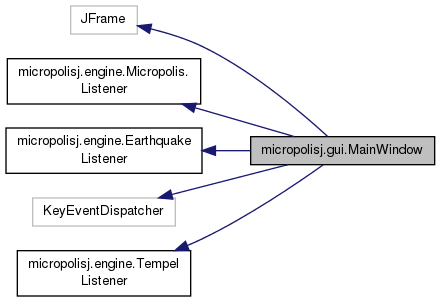 JFrame
micropolisj.engine.Micropolis.
Listener
micropolisj.engine.Earthquake
Listener
micropolisj.gui.MainWindow
KeyEventDispatcher
micropolisj.engine.Tempel
Listener